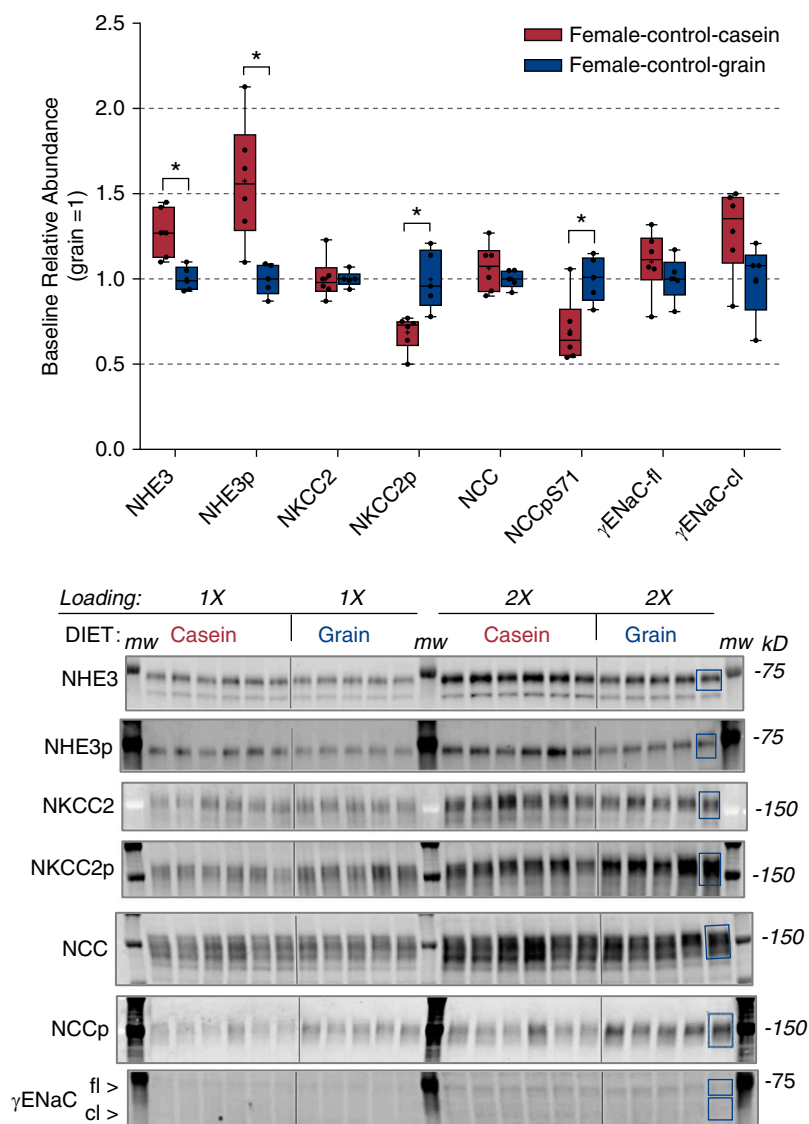 2.5
2.0
1.5
1.0
0.5
0.0
Baseline Relative Abundance
(grain =1)
Female-control-casein
Female-control-grain
*
*
*
*
NHE3
NHE3p
NKCC2
NKCC2p
NCC
NCCpS71
γENaC-fl
γENaC-cl
Loading: 1X 1X 2X 2X
DIET: mw Casein Grain mw Casein Grain mw kD
NHE3 -75
NHE3p -75
NKCC2 -150
NKCC2p -150
NCC -150
NCCp -150
γENaC fl > -75
cl >